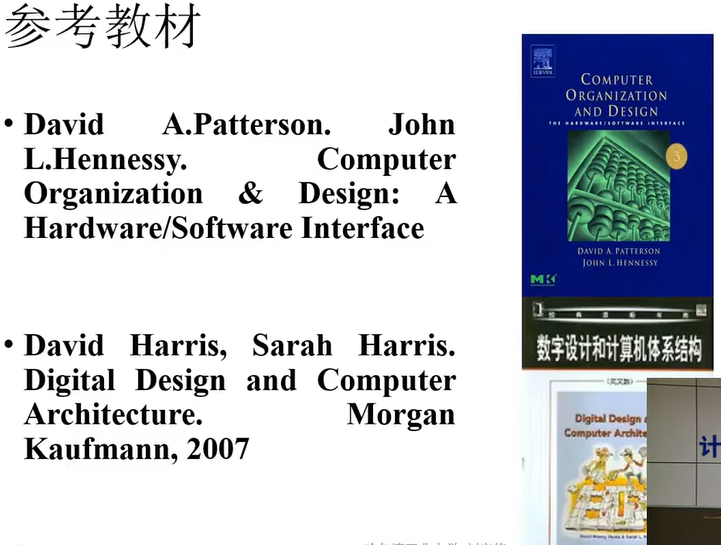 参考教材
• David A.Patterson. John
L.Hennessy. Computer
Organization & Design: A
Hardware/Software Interface
• David Harris, Sarah Harris.
Digital Design and Computer
Architecture. Morgan
Kaufmann, 2007
ELSEVIER
COMPUTER
ORGANIZATION
AND DESIGN
THE HARDWARE/SOFTWARE INTERFACE
3
DAVID A. PATTERSON
JOHN L. HENNESSY
MK
经典原版书库
数字设计和计算机体系结构
(英文版)
Digital Design a
Computer Archite
计